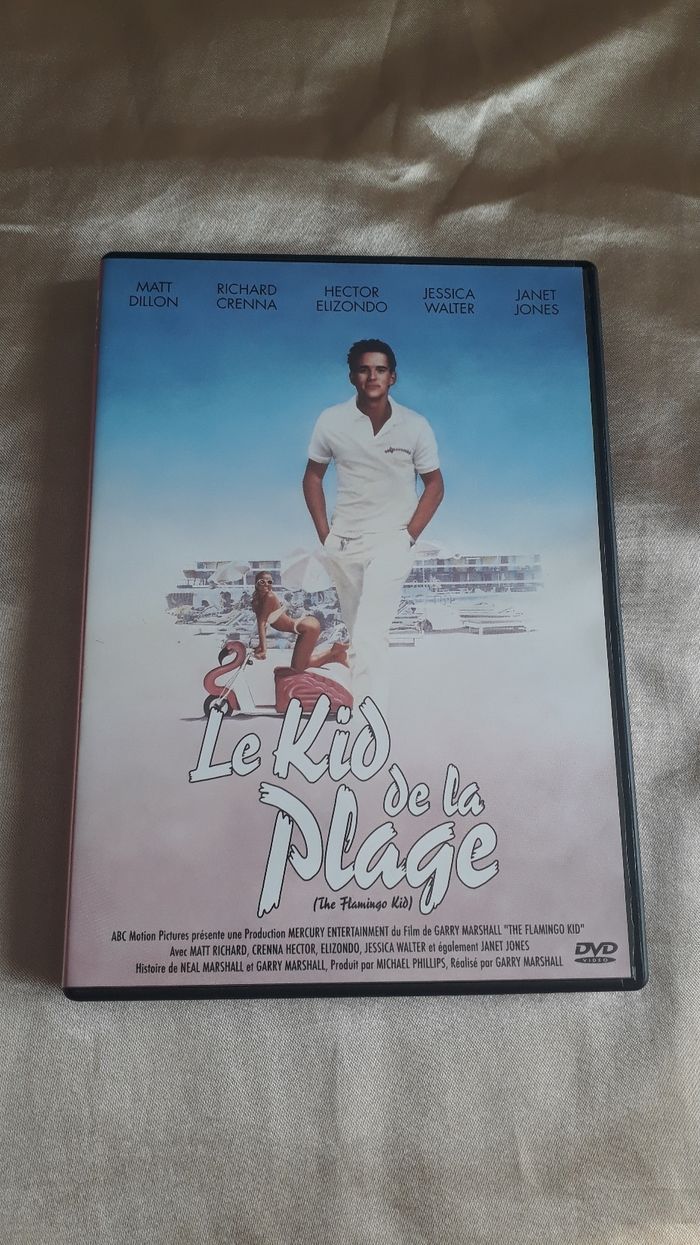 MATT DILLON
RICHARD CRENNA
HECTOR ELIZONDO
JESSICA WALTER
JANET JONES
Le Kid
de la
Plage
(The Flamingo Kid)
ABC Motion Pictures présente une Production MERCURY ENTERTAINMENT du Film de GARRY MARSHALL "THE FLAMINGO KID"
Avec MATT RICHARD, CRENNA HECTOR, ELIZONDO, JESSICA WALTER et également JANET JONES
Histoire de NEAL MARSHALL et GARRY MARSHALL, Produit par MICHAEL PHILLIPS, Réalisé par GARRY MARSHALL
DVD
VIDEO